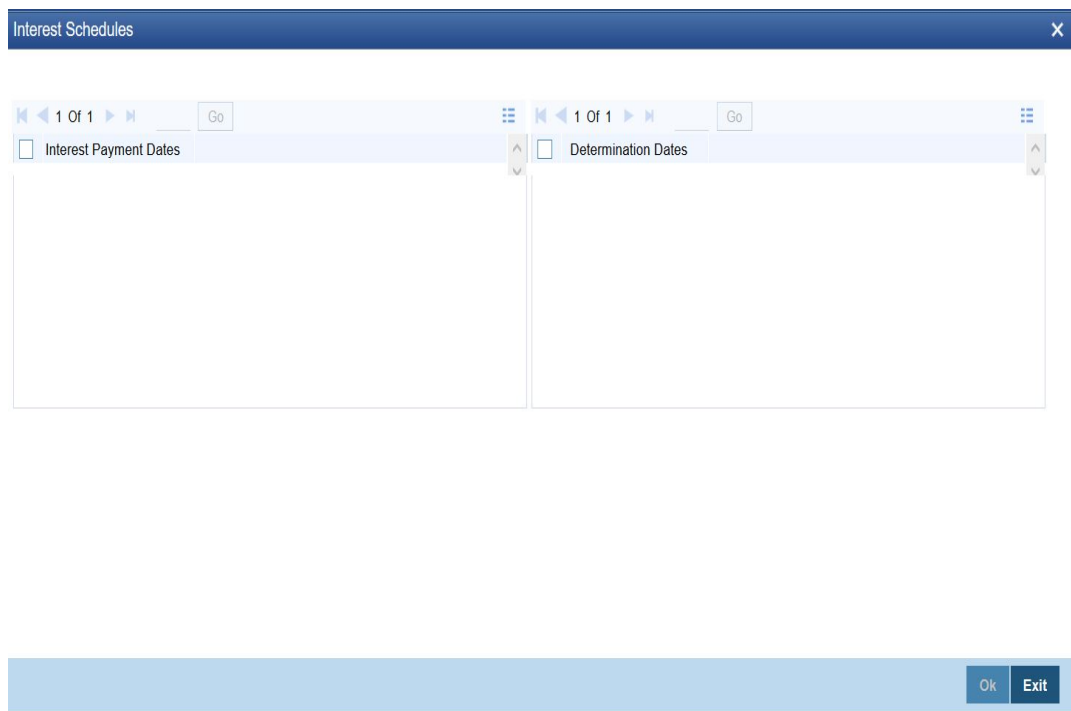 Interest Schedules
1 Of 1 Go
1 Of 1 Go
Interest Payment Dates
Determination Dates
Ok Exit